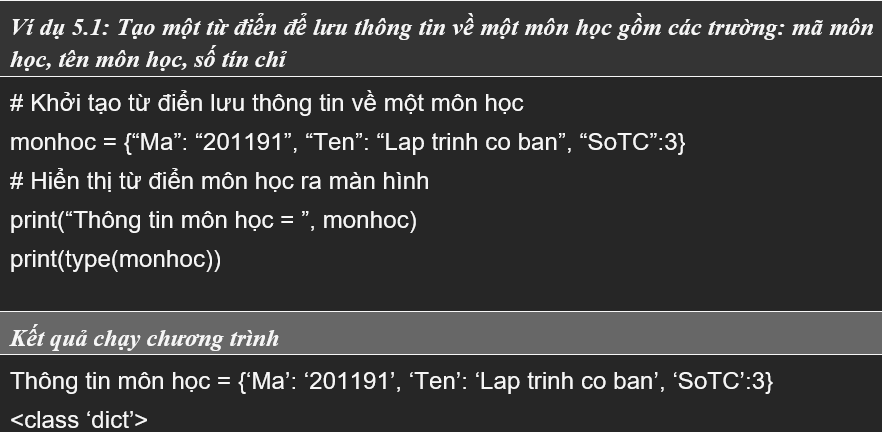 Ví dụ 5.1: Tạo một từ điển để lưu thông tin về một môn học gồm các trường: mã môn
học, tên môn học, số tín chỉ
# Khởi tạo từ điển lưu thông tin về một môn học
monhoc = {“Ma”: “201191”, “Ten”: “Lap trinh co ban”, “SoTC”:3}
# Hiển thị từ điển môn học ra màn hình
print(“Thông tin môn học = ”, monhoc)
print(type(monhoc))
Kết quả chạy chương trình
Thông tin môn học = {‘Ma’: ‘201191’, ‘Ten’: ‘Lap trinh co ban’, ‘SoTC’:3}
<class ‘dict’>